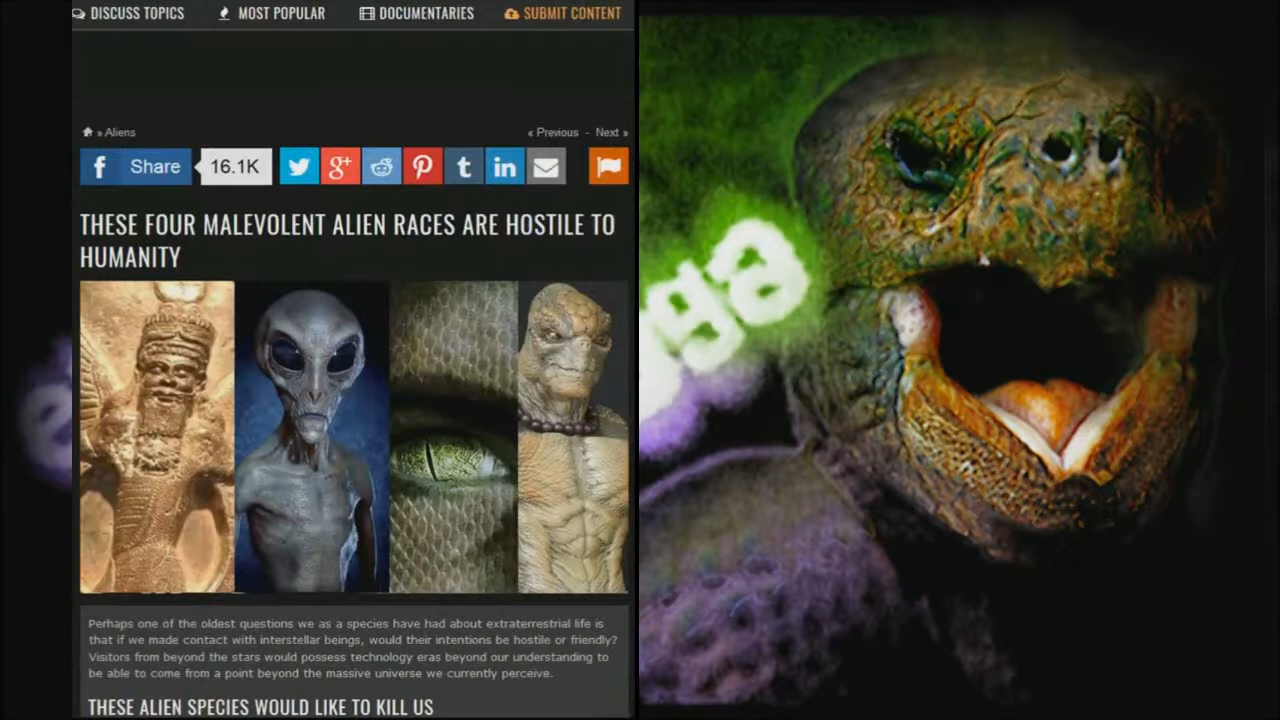 DISCUSS TOPICS MOST POPULAR DOCUMENTARIES SUBMIT CONTENT
» Aliens « Previous - Next »
f Share 16.1K g+ t in
THESE FOUR MALEVOLENT ALIEN RACES ARE HOSTILE TO
HUMANITY
Perhaps one of the oldest questions we as a species have had about extraterrestrial life is
that if we made contact with interstellar beings, would their intentions be hostile or friendly?
Visitors from beyond the stars would possess technology eras beyond our understanding to
be able to come from a point beyond the massive universe we currently perceive.
THESE ALIEN SPECIES WOULD LIKE TO KILL US
ga